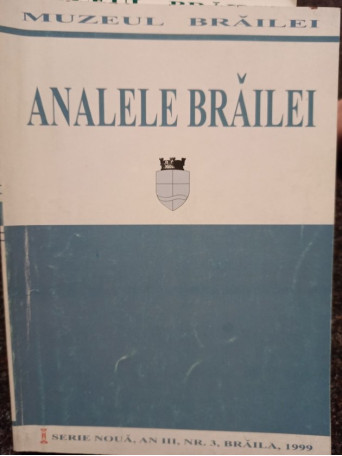 MUZEUL BRĂILEI
ANALELE BRĂILEI
SERIE NOUĂ, AN III, NR. 3, BRĂILA, 1999